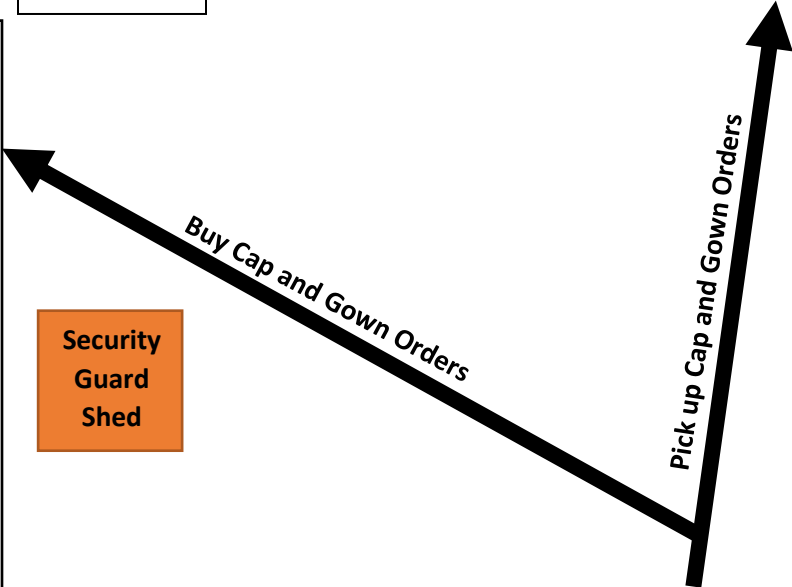 Buy Cap and Gown Orders
Pick up Cap and Gown Orders
Security
Guard
Shed